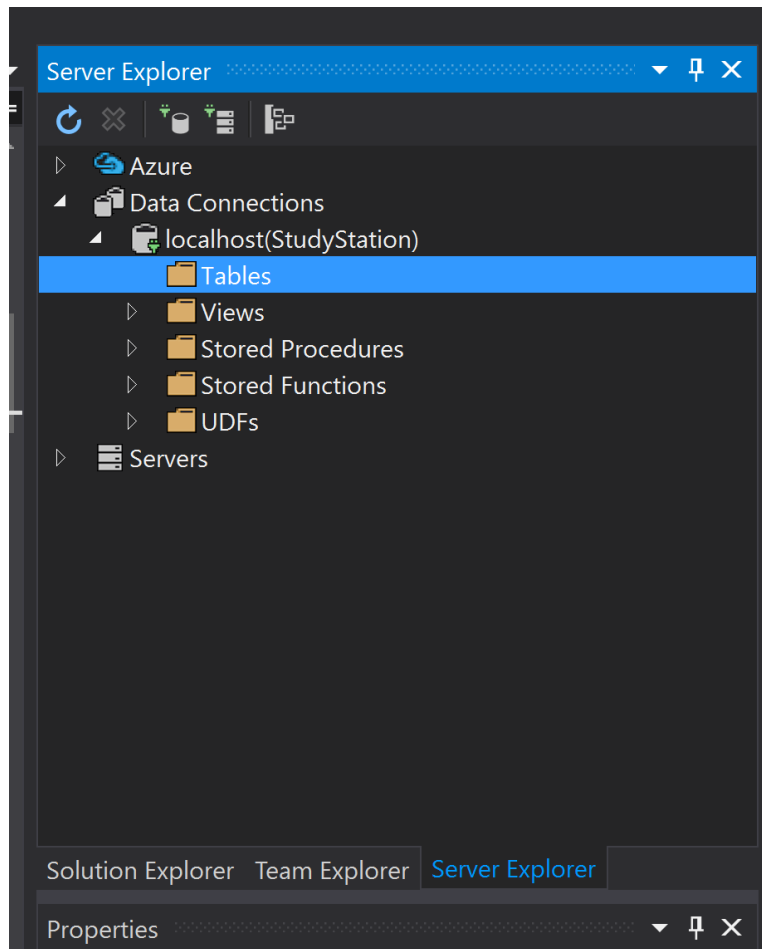 Server Explorer
Azure
Data Connections
localhost(StudyStation)
Tables
Views
Stored Procedures
Stored Functions
UDFs
Servers
Solution Explorer Team Explorer Server Explorer
Properties